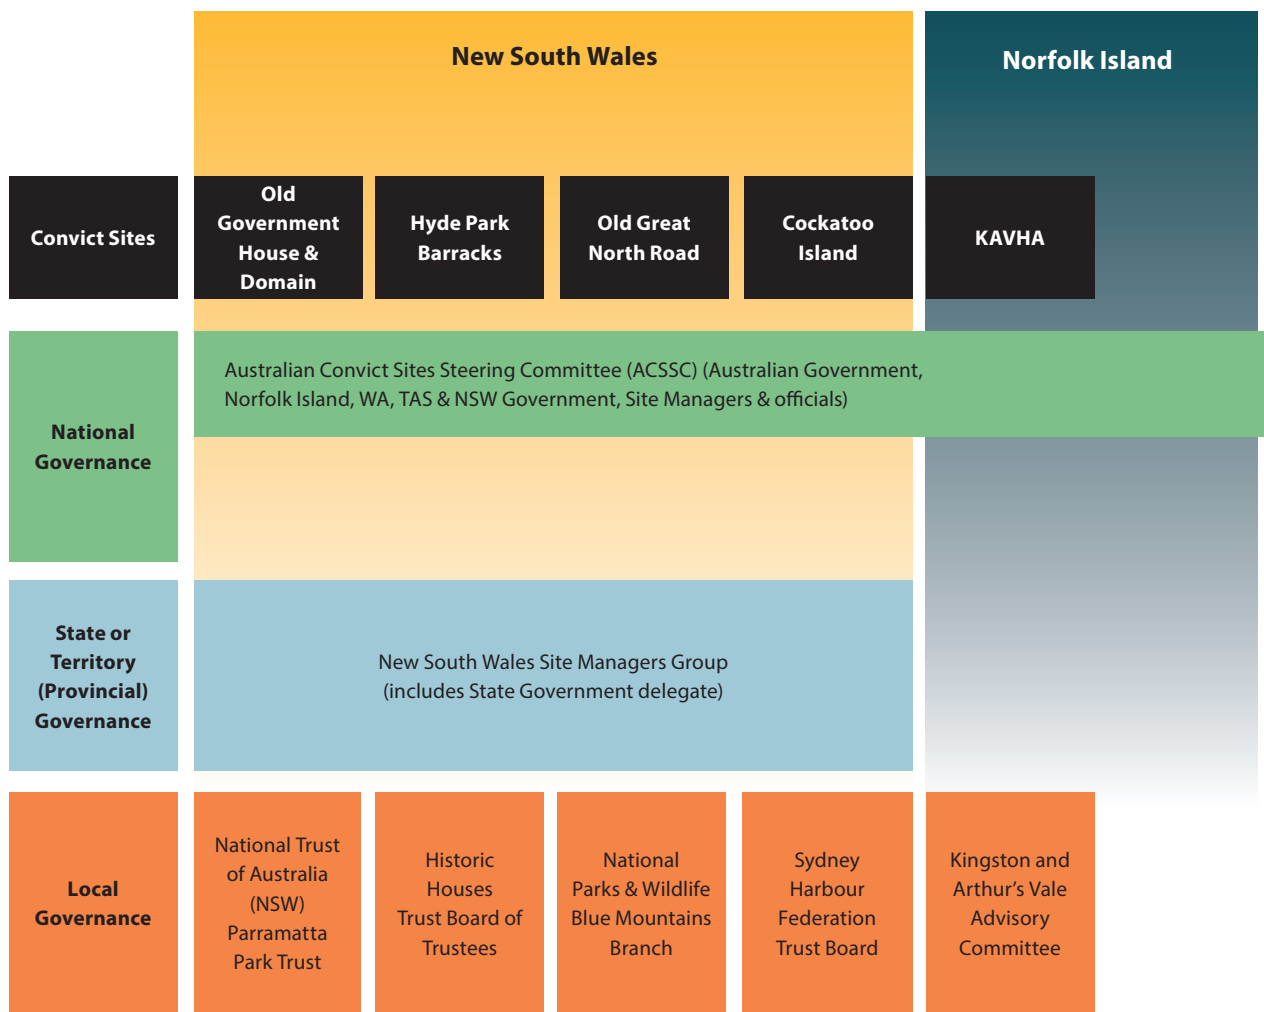 New South Wales
Norfolk Island
Convict Sites
Old
Government
House &
Domain
Hyde Park
Barracks
Old Great
North Road
Cockatoo
Island
KAVHA
National
Governance
Australian Convict Sites Steering Committee (ACSSC) (Australian Government,
Norfolk Island, WA, TAS & NSW Government, Site Managers & officials)
State or
Territory
(Provincial)
Governance
New South Wales Site Managers Group
(includes State Government delegate)
Local
Governance
National Trust
of Australia
(NSW)
Parramatta
Park Trust
Historic
Houses
Trust Board of
Trustees
National
Parks & Wildlife
Blue Mountains
Branch
Sydney
Harbour
Federation
Trust Board
Kingston and
Arthur’s Vale
Advisory
Committee